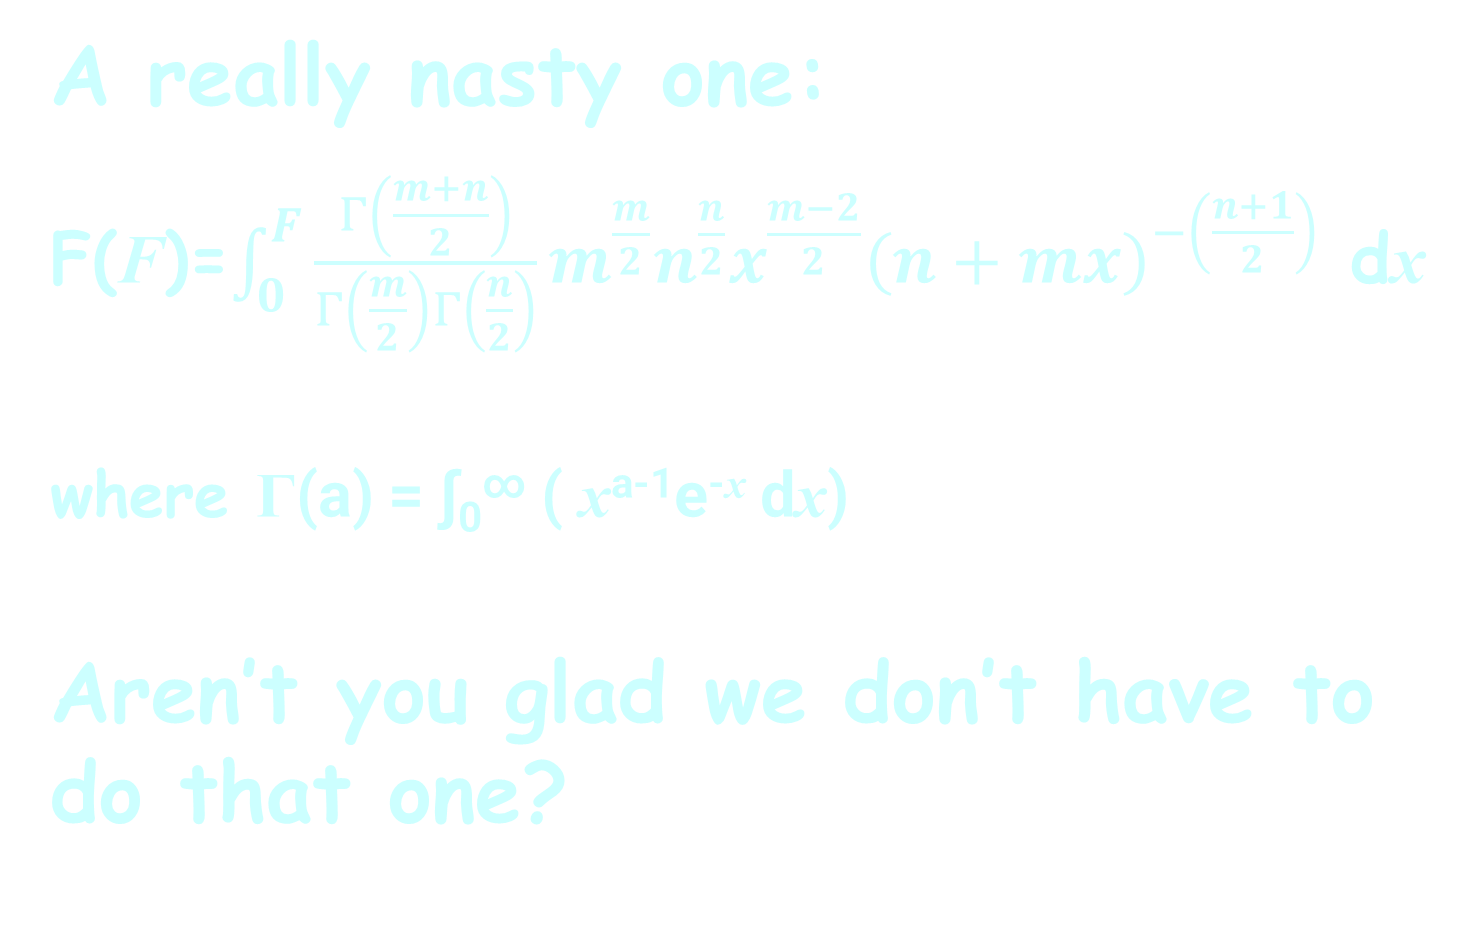 A really nasty one:
F(F)=∫₀^F Γ((m+n)/2) / (Γ(m/2)Γ(n/2)) m^(m/2) n^(n/2) x^((m−2)/2) (n + mx)^(−((n+1)/2)) dx
where Γ(a) = ∫₀^∞ ( x^(a-1)e^(-x) dx)
Aren’t you glad we don’t have to
do that one?